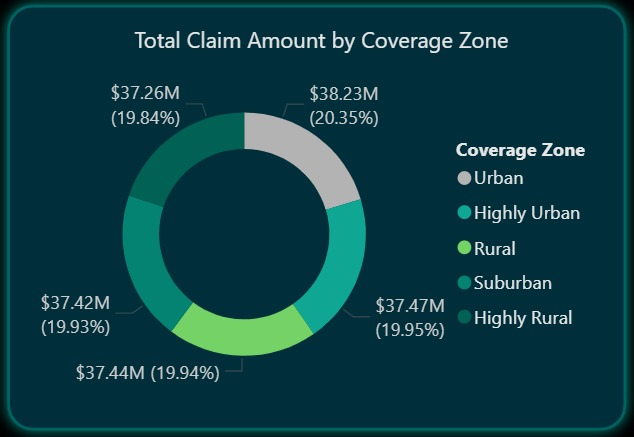 Total Claim Amount by Coverage Zone
$37.26M
(19.84%)
$38.23M
(20.35%)
Coverage Zone
Urban
Highly Urban
Rural
Suburban
Highly Rural
$37.42M
(19.93%)
$37.47M
(19.95%)
$37.44M (19.94%)